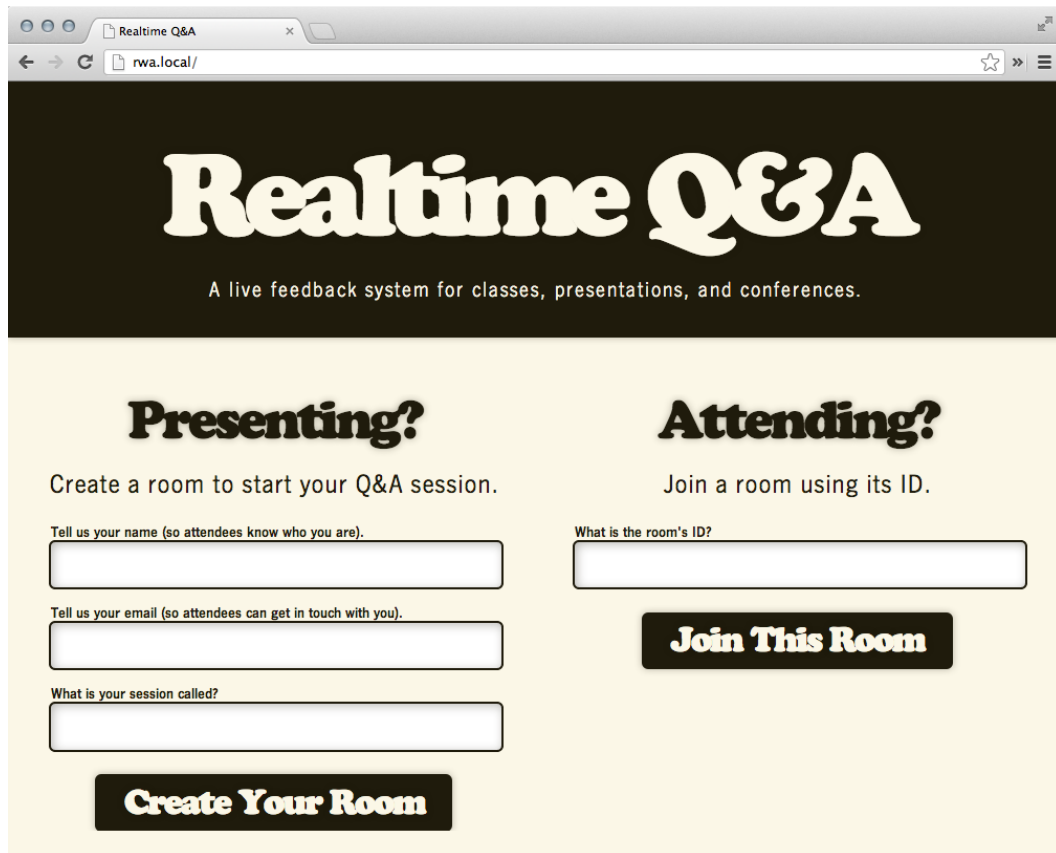 Realtime Q&A
rwa.local/
Realtime Q&A
A live feedback system for classes, presentations, and conferences.
Presenting?
Create a room to start your Q&A session.
Tell us your name (so attendees know who you are).
Tell us your email (so attendees can get in touch with you).
What is your session called?
Create Your Room
Attending?
Join a room using its ID.
What is the room's ID?
Join This Room